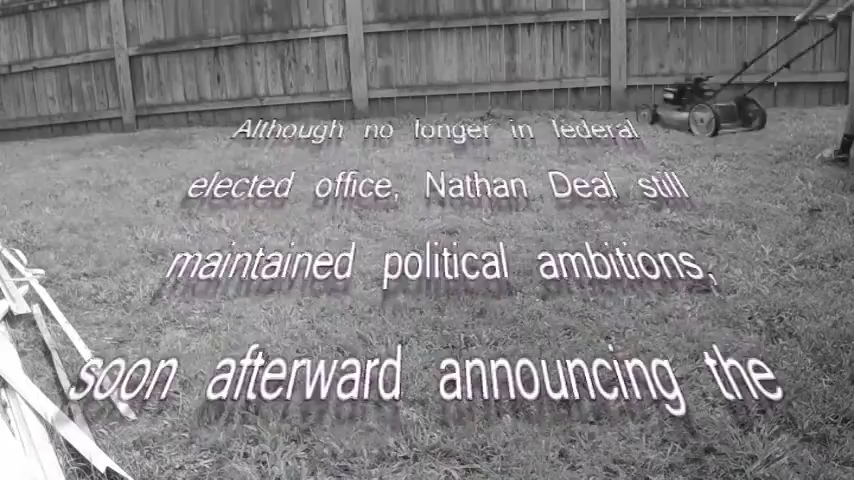 Although no longer in federal
elected office, Nathan Deal still
maintained political ambitions,
soon afterward announcing the